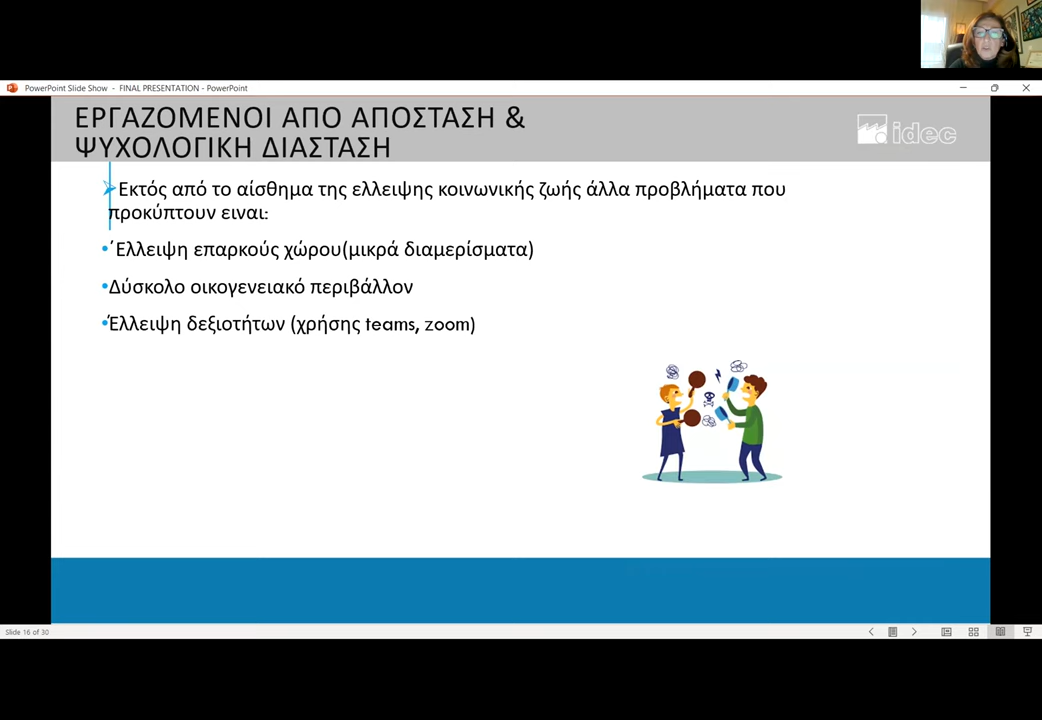 PowerPoint Slide Show - FINAL PRESENTATION - PowerPoint
ΕΡΓΑΖΟΜΕΝΟΙ ΑΠΟ ΑΠΟΣΤΑΣΗ &
ΨΥΧΟΛΟΓΙΚΗ ΔΙΑΣΤΑΣΗ
idec
Εκτός από το αίσθημα της ελλειψης κοινωνικής ζωής άλλα προβλήματα που
προκύπτουν ειναι:
•΄Ελλειψη επαρκούς χώρου(μικρά διαμερίσματα)
•Δύσκολο οικογενειακό περιβάλλον
•Έλλειψη δεξιοτήτων (χρήσης teams, zoom)
Slide 16 of 30